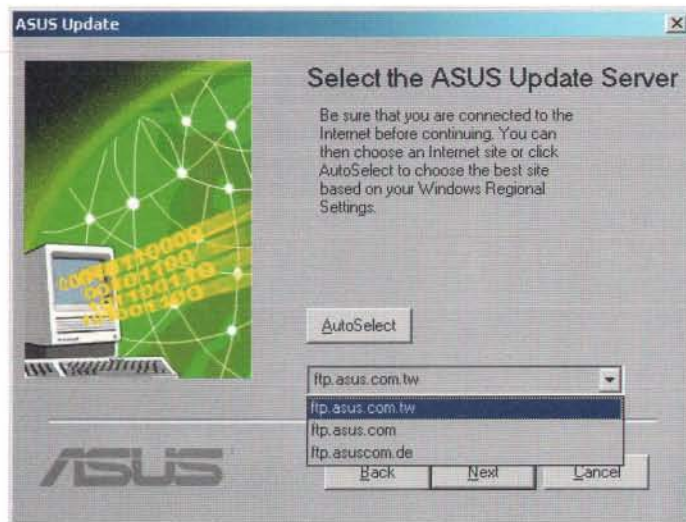 ASUS Update
Select the ASUS Update Server
Be sure that you are connected to the
Internet before continuing. You can
then choose an Internet site or click
AutoSelect to choose the best site
based on your Windows Regional
Settings.
AutoSelect
ftp.asus.com.tw
ftp.asus.com.tw
ftp.asus.com
ftp.asuscom.de
ASUS
Back Next Cancel